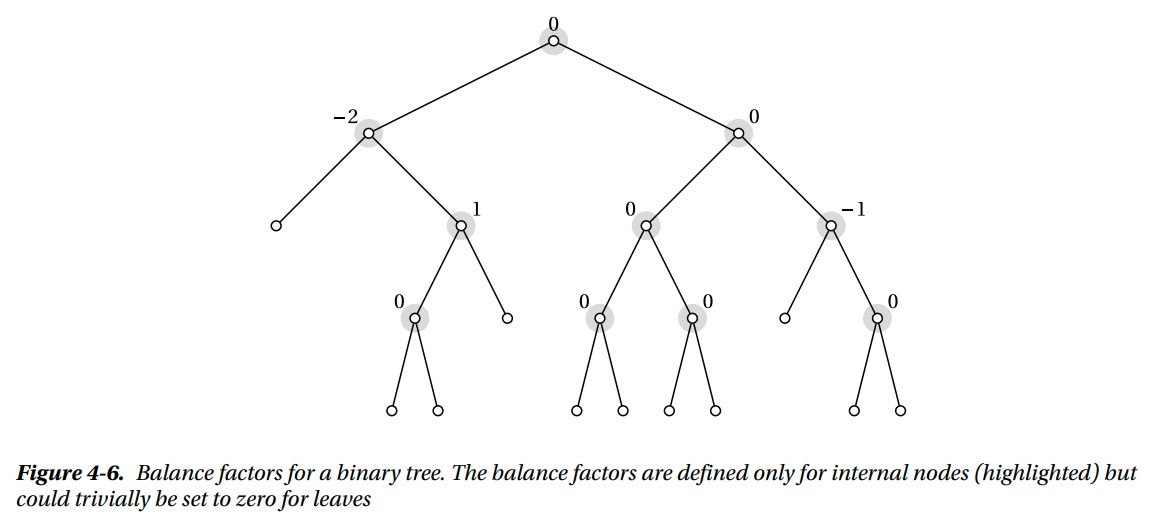 0
−2 0
1 0 −1
0 0 0 0
Figure 4-6. Balance factors for a binary tree. The balance factors are defined only for internal nodes (highlighted) but
could trivially be set to zero for leaves